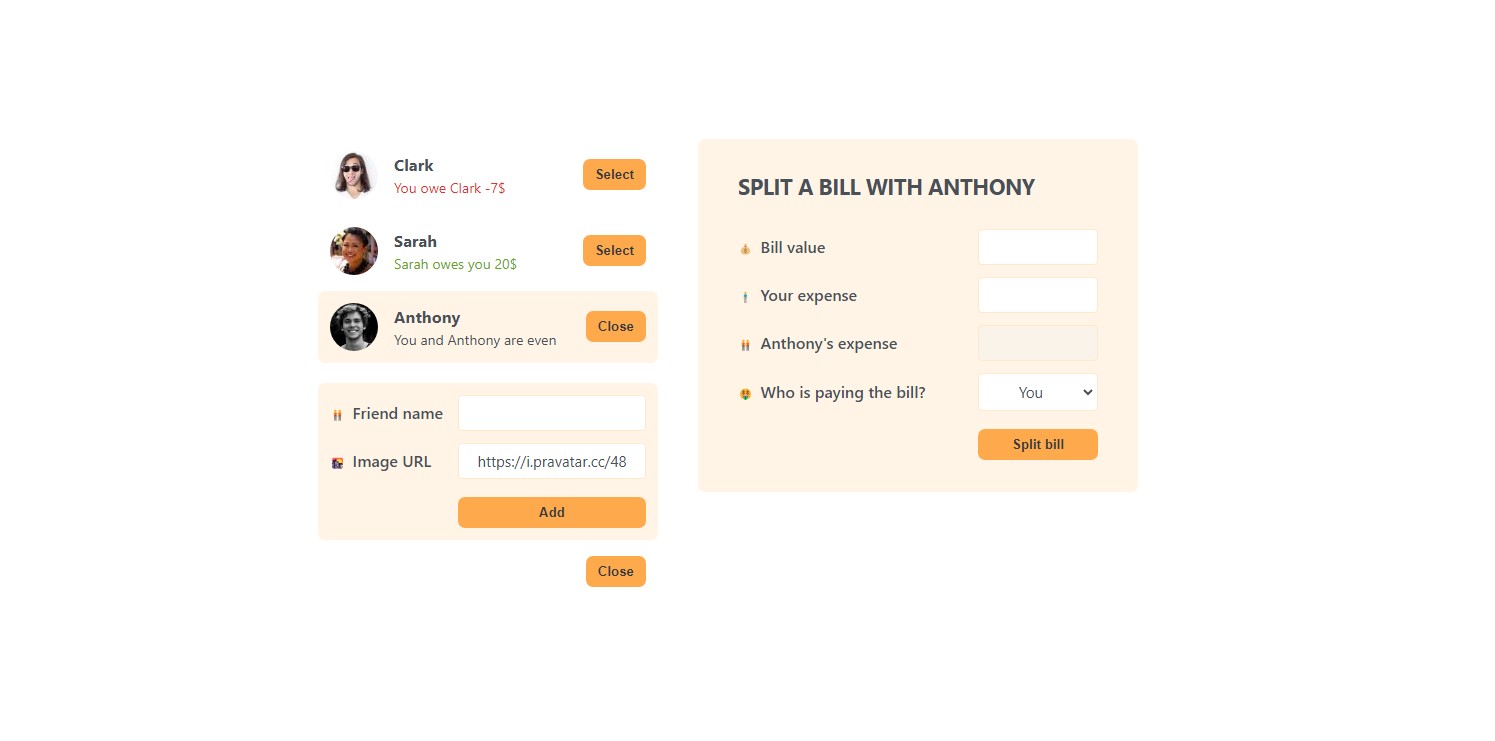 Clark
You owe Clark -7$
Select
Sarah
Sarah owes you 20$
Select
Anthony
You and Anthony are even
Close
Friend name
Image URL
https://i.pravatar.cc/48
Add
Close
SPLIT A BILL WITH ANTHONY
Bill value
Your expense
Anthony's expense
Who is paying the bill?
You
Split bill